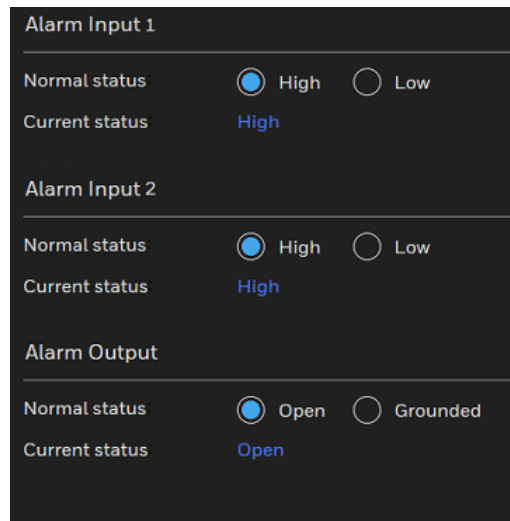 Alarm Input 1
Normal status High Low
Current status High
Alarm Input 2
Normal status High Low
Current status High
Alarm Output
Normal status Open Grounded
Current status Open